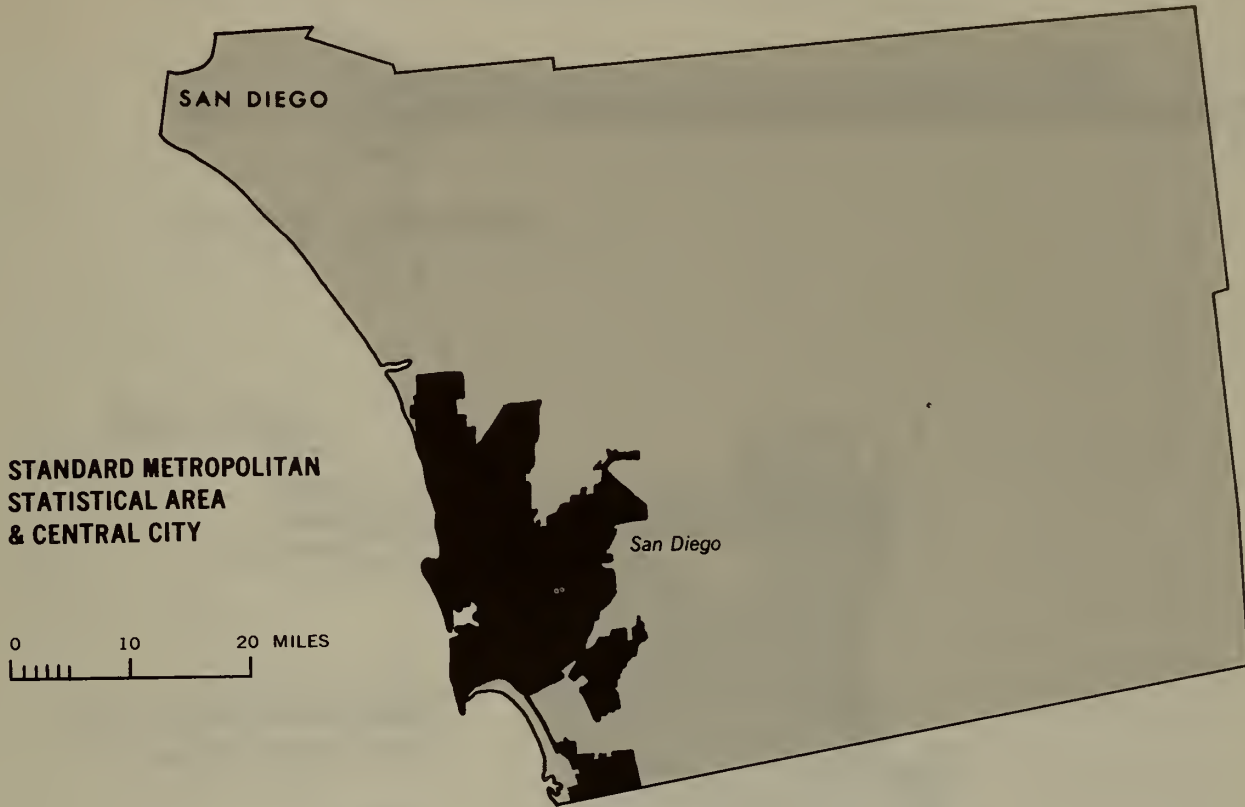 SAN DIEGO
STANDARD METROPOLITAN
STATISTICAL AREA
& CENTRAL CITY
San Diego
0 10 20 MILES